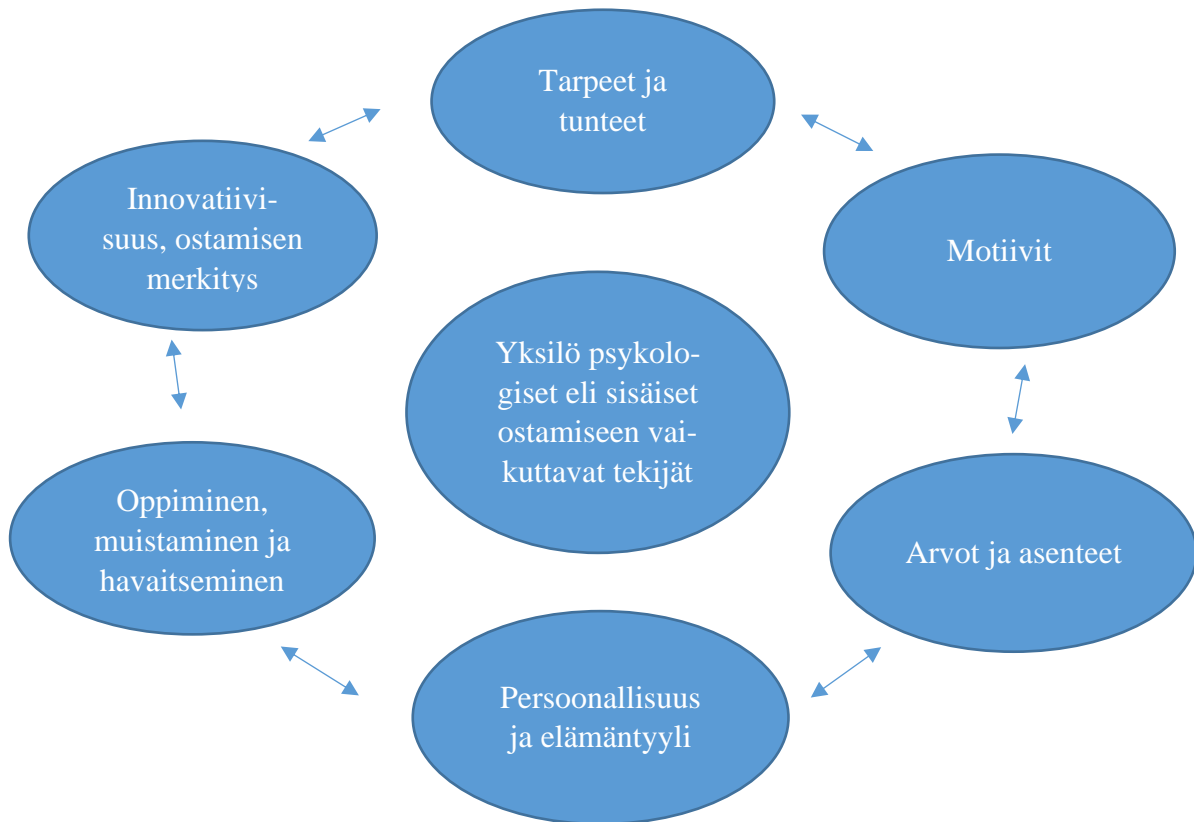 Tarpeet ja
tunteet
Innovatiivi-
suus, ostamisen
merkitys
Motiivit
Yksilö psykolo-
giset eli sisäiset
ostamiseen vai-
kuttavat tekijät
Oppiminen,
muistaminen ja
havaitseminen
Arvot ja asenteet
Persoonallisuus
ja elämäntyyli